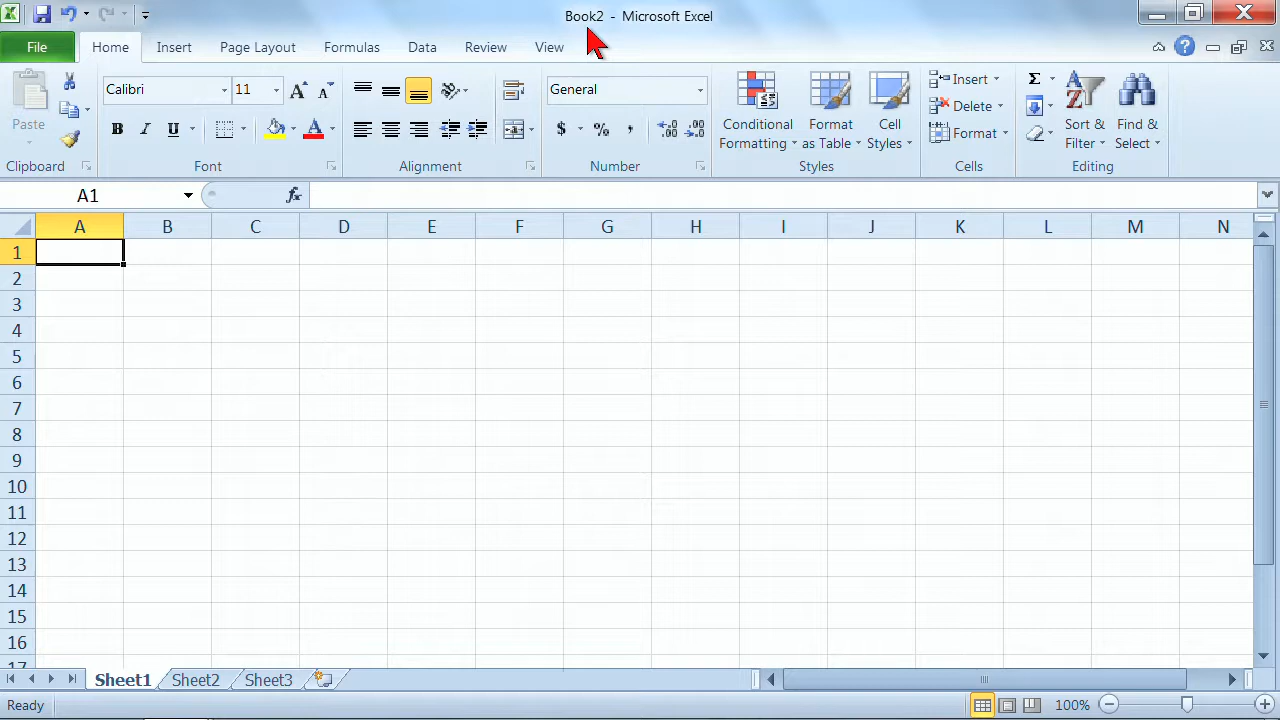 Book2 - Microsoft Excel
File Home Insert Page Layout Formulas Data Review View
Paste
Clipboard
Calibri 11
B I U A
Font
Alignment
General
$ % ,
Number
Conditional Formatting
Format as Table
Cell Styles
Styles
Insert
Delete
Format
Cells
Σ
Sort & Filter
Find & Select
Editing
A1 fx
A B C D E F G H I J K L M N
1
2
3
4
5
6
7
8
9
10
11
12
13
14
15
16
17
Sheet1 Sheet2 Sheet3
Ready 100%